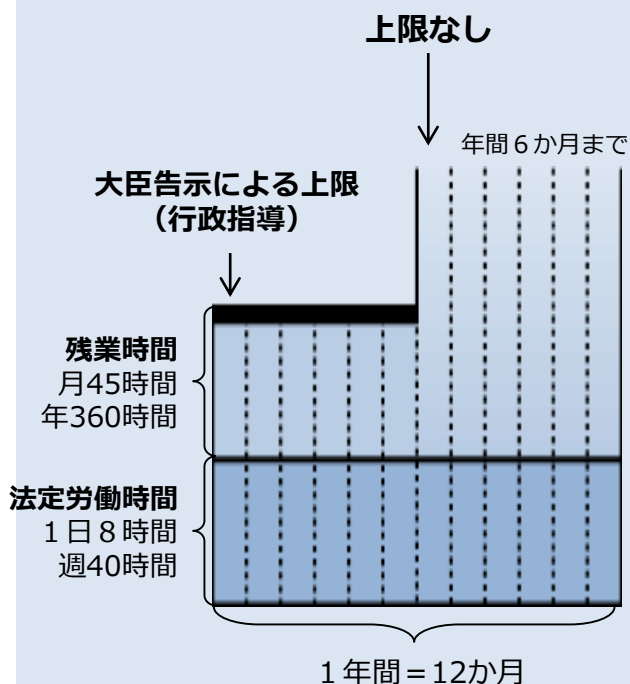 上限なし
年間６か月まで
大臣告示による上限
（行政指導）
残業時間
月45時間
年360時間
法定労働時間
１日８時間
週40時間
１年間＝12か月